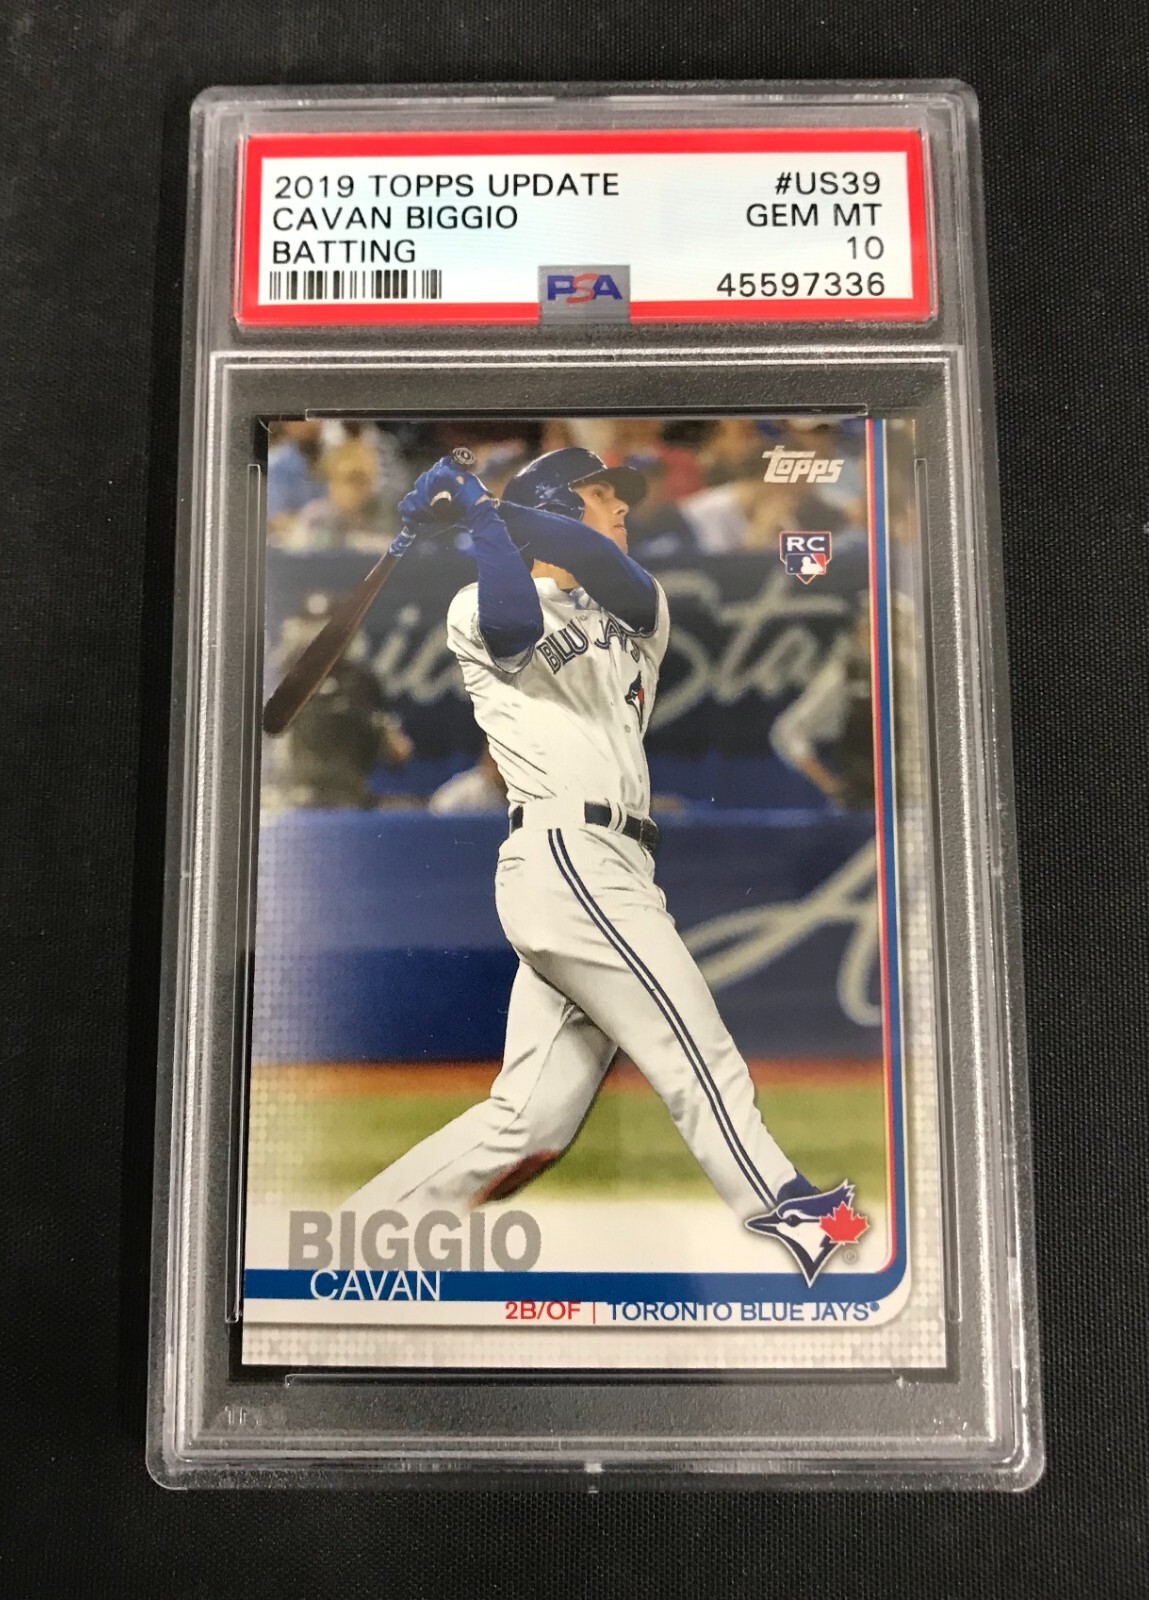 2019 TOPPS UPDATE #US39
CAVAN BIGGIO GEM MT
BATTING 10
PSA 45597336
Topps
RC
BLUE JAYS
BIGGIO
CAVAN
2B/OF | TORONTO BLUE JAYS®